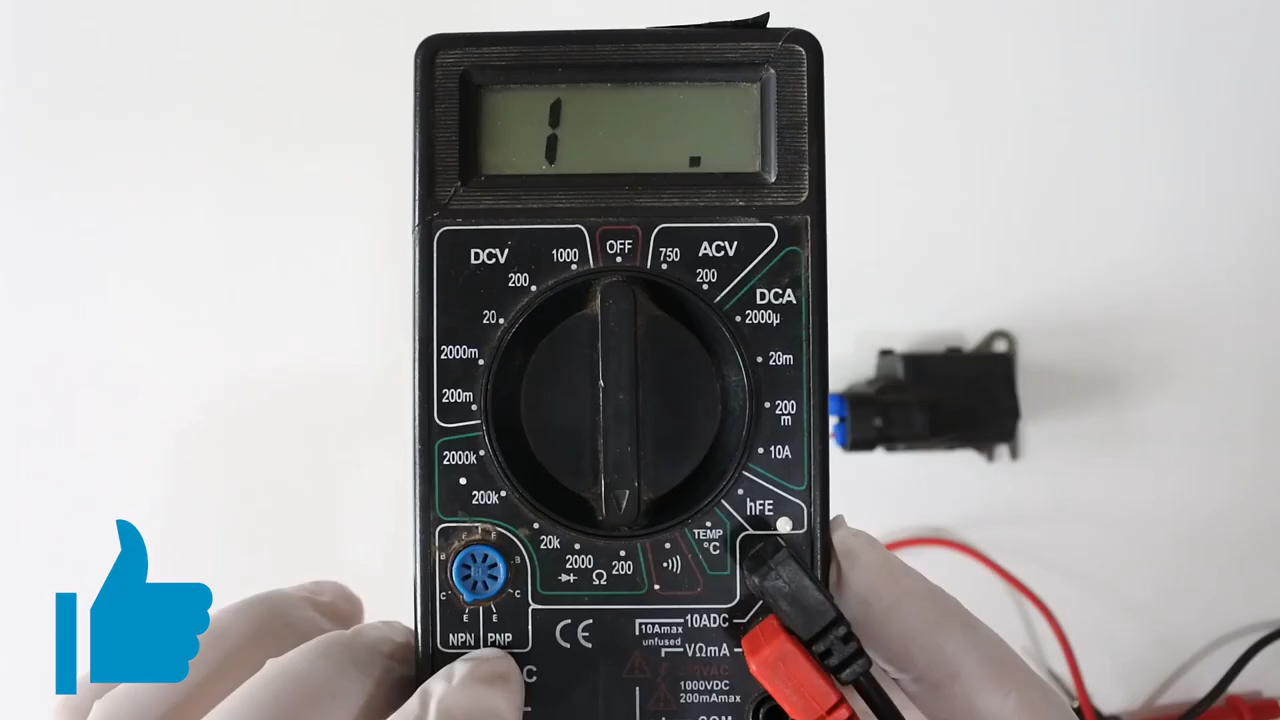 1 .
DCV
1000
OFF
750
ACV
200
200
DCA
20
2000µ
2000m
20m
200m
200
m
2000k
10A
200k
hFE
20k
TEMP
°C
2000
200
Ω
E
E
B
B
C
C
E
E
NPN
PNP
CE
10Amax
unfused
10ADC
VΩmA
1000VDC
200mAmax
C
COM